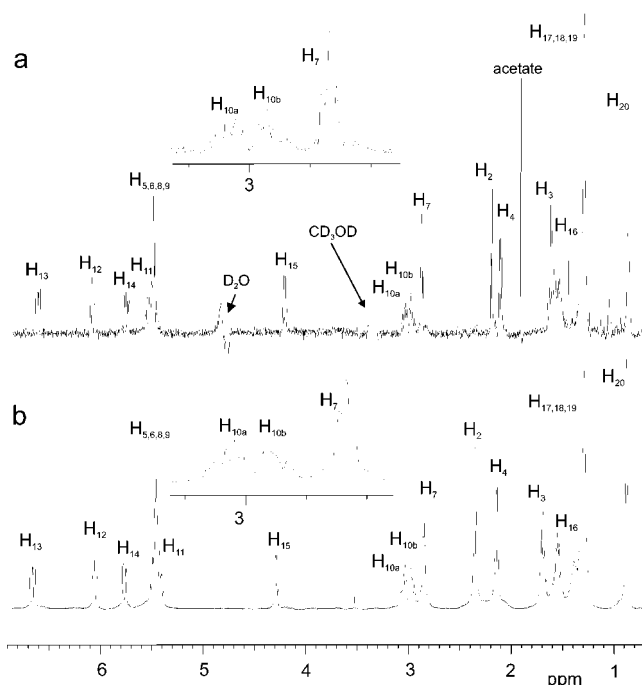 a
H₁₇,₁₈,₁₉
H₇
acetate
H₁₀ₐ
H₁₀b
H₂₀
3
H₅,₆,₈,₉
H₂
H₃
H₇
H₄
CD₃OD
H₁₂
H₁₁
H₁₆
H₁₃
H₁₄
D₂O
H₁₅
H₁₀b
H₁₀ₐ
b
H₅,₆,₈,₉
H₁₀ₐ
H₁₀b
H₇
H₂₀
H₁₇,₁₈,₁₉
3
H₂
H₄
H₇
H₃
H₁₆
H₁₃
H₁₂
H₁₄
H₁₁
H₁₅
H₁₀b
H₁₀ₐ
6 5 4 3 2 ppm 1